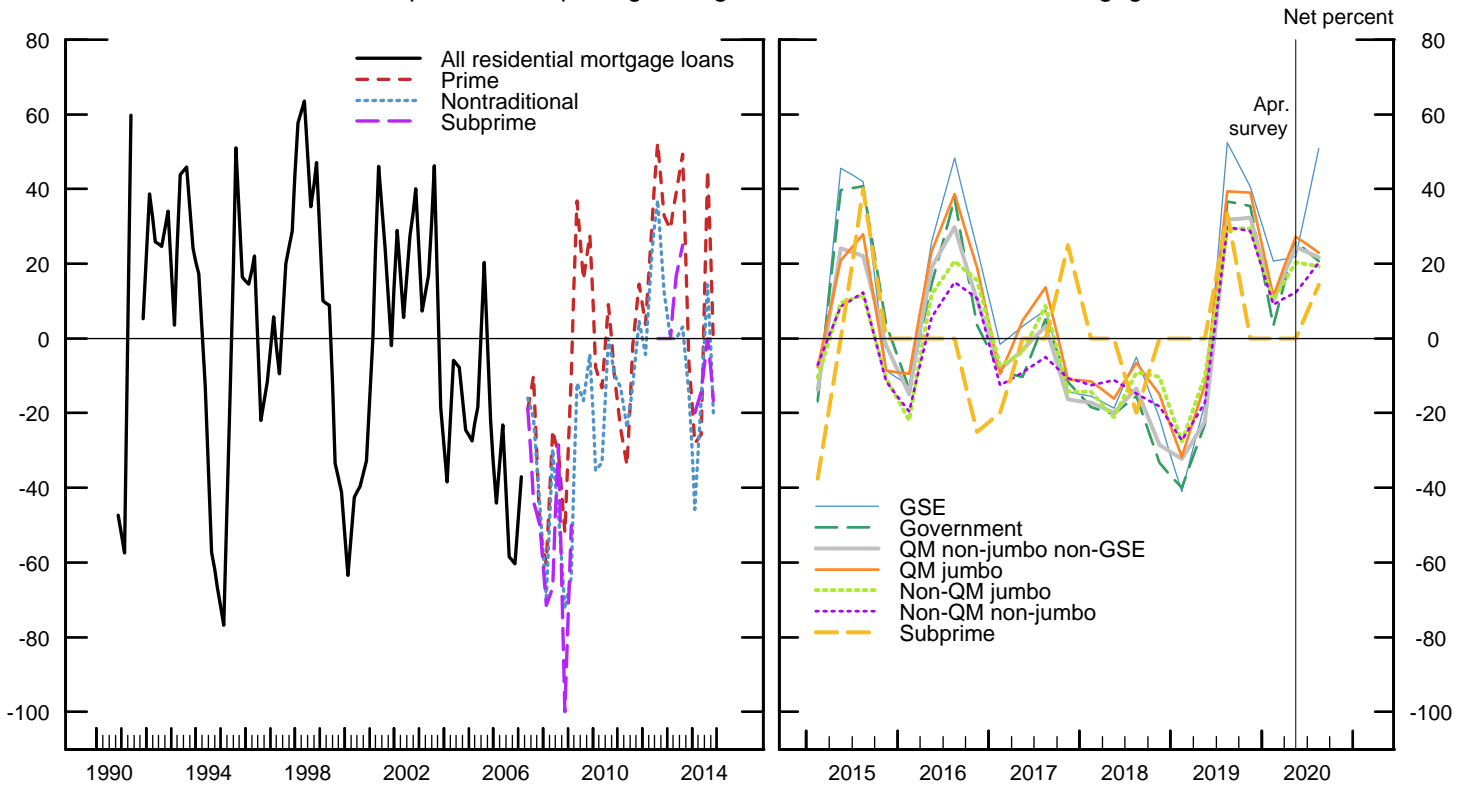 Net percent
80
60
40
20
0
-20
-40
-60
-80
-100
All residential mortgage loans
Prime
Nontraditional
Subprime
1990
1994
1998
2002
2006
2010
2014
Apr.
survey
GSE
Government
QM non-jumbo non-GSE
QM jumbo
Non-QM jumbo
Non-QM non-jumbo
Subprime
80
60
40
20
0
-20
-40
-60
-80
-100
2015
2016
2017
2018
2019
2020